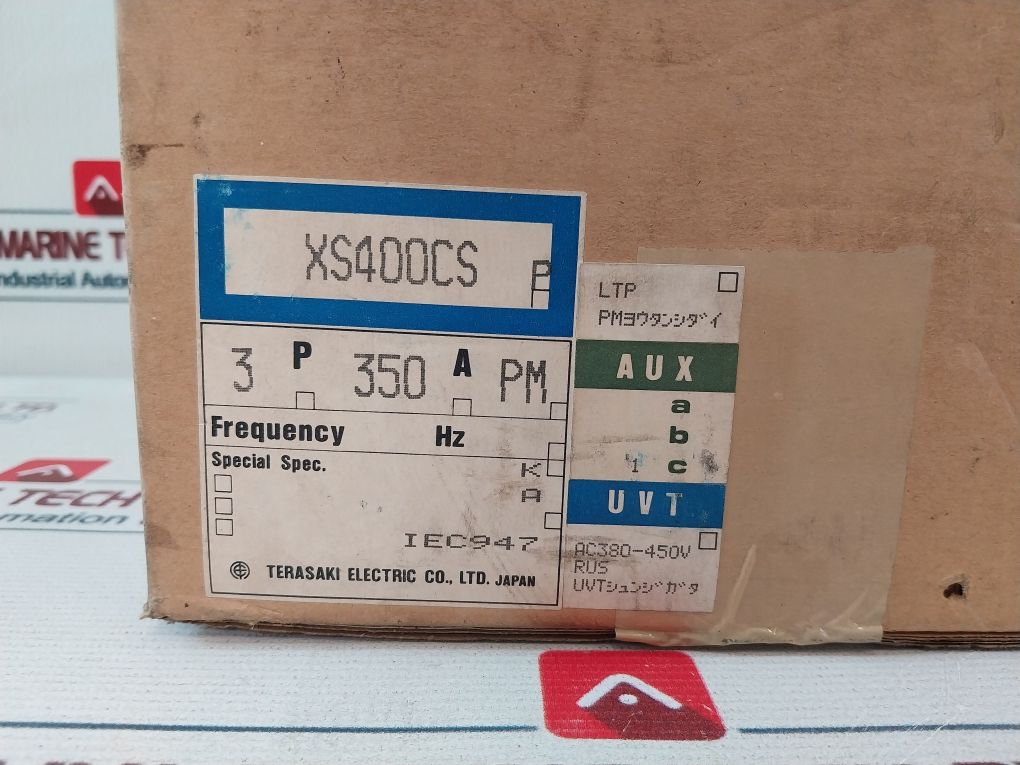 XS400CS
P
3 P 350 A PM
Frequency Hz
Special Spec.
K
A
IEC947
TERASAKI ELECTRIC CO., LTD. JAPAN
LTP
PMヨウタンシダイ
AUX
a
b
1 c
UVT
AC380-450V
RUS
UVTシュンジガタ
MARINE T
Industrial Auto
TECH
mation